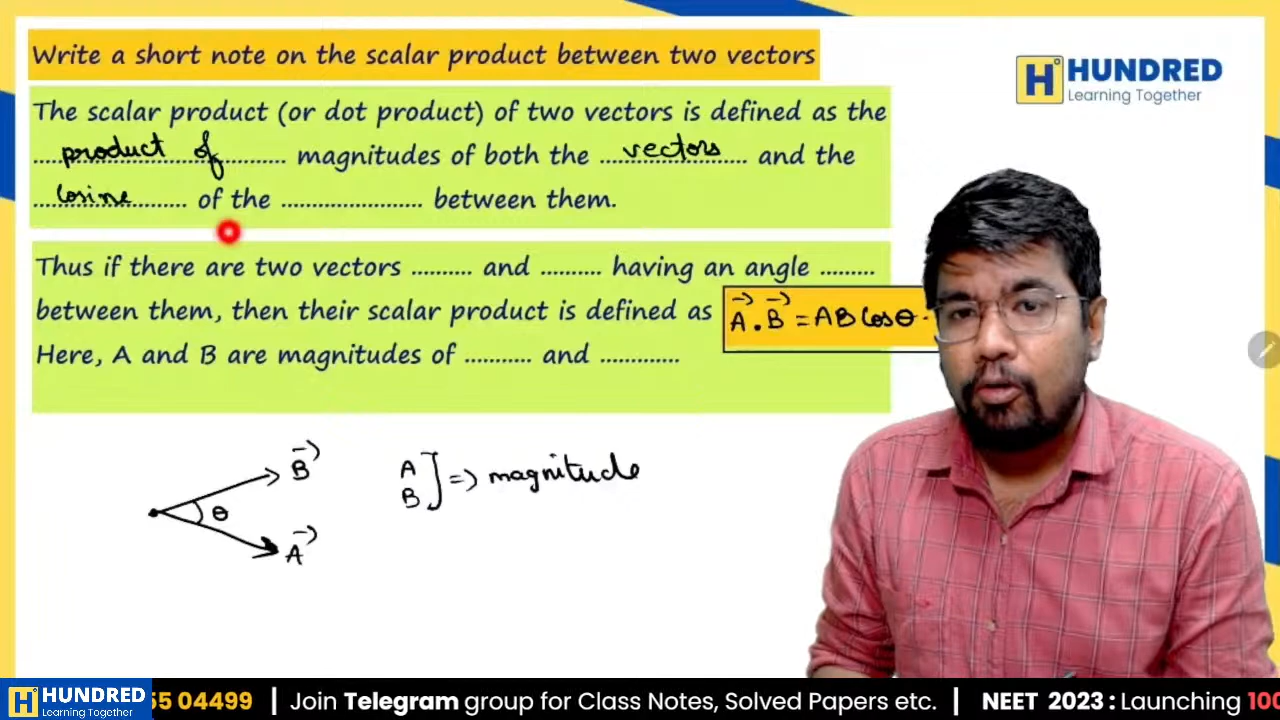 Write a short note on the scalar product between two vectors
H HUNDRED
Learning Together
The scalar product (or dot product) of two vectors is defined as the
product of magnitudes of both the vectors and the
Cosine of the .................... between them.
Thus if there are two vectors .......... and .......... having an angle .........
between them, then their scalar product is defined as A⃗ . B⃗ = AB Cosθ .
Here, A and B are magnitudes of ........... and .............
B⃗
θ
A⃗
A
B ] => magnitude
H HUNDRED
Learning Together
55 04499 | Join Telegram group for Class Notes, Solved Papers etc. | NEET 2023 : Launching 10